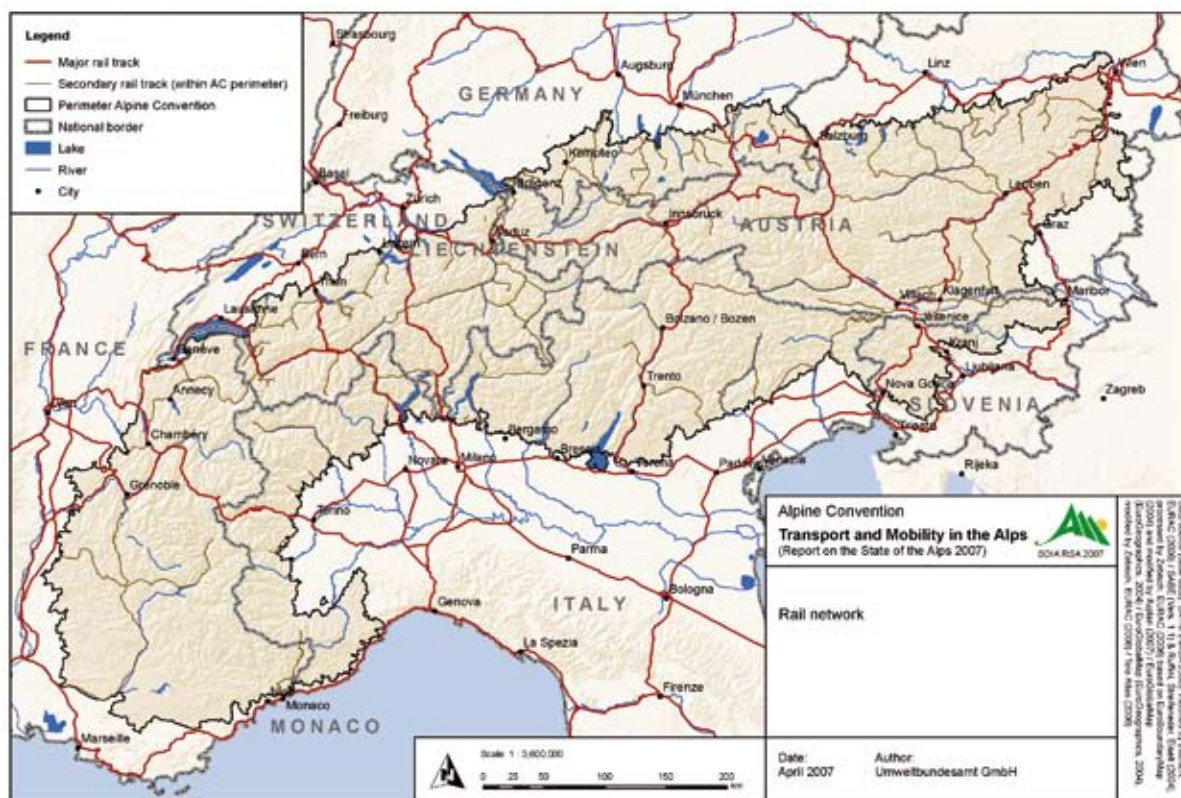 Legend
Major rail track
Secondary rail track (within AC perimeter)
Perimeter Alpine Convention
National border
Lake
River
City
Strasbourg
Augsburg
Linz
Wien
GERMANY
München
Freiburg
Salzburg
Kempten
Basel
Bregenz
Zürich
Leoben
SWITZERLAND
Innsbruck
AUSTRIA
Vaduz
LIECHTENSTEIN
Graz
Bern
Thun
Villach
Klagenfurt
Maribor
Lausanne
Jesenice
Bolzano / Bozen
Kranj
FRANCE
Genève
Ljubljana
Annecy
Trento
Nova Gorica
Zagreb
SLOVENIA
Lyon
Chambéry
Bergamo
Trieste
Brescia
Novara
Milano
Verona
Padova
Venezia
Rijeka
Grenoble
Torino
Parma
Bologna
ITALY
Genova
La Spezia
Firenze
Monaco
MONACO
Marseille
Scale: 1 : 3,600,000
0 25 50 100 150 200
km
Alpine Convention
Transport and Mobility in the Alps
(Report on the State of the Alps 2007)
SOIA RSA 2007
Rail network
Date:
April 2007
Author:
Umweltbundesamt GmbH